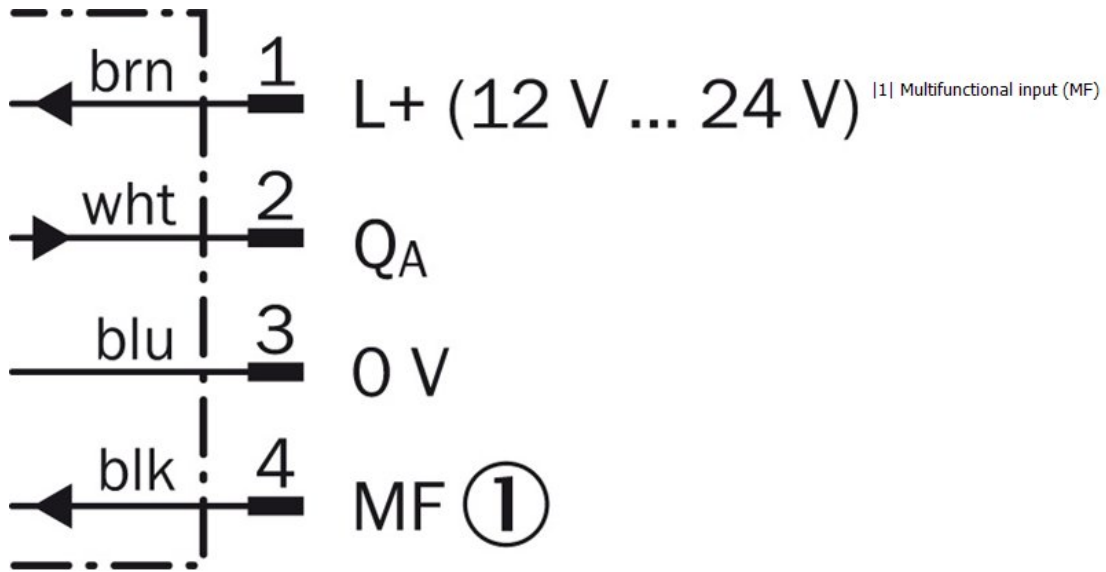 brn 1 L+ (12 V ... 24 V) |1| Multifunctional input (MF)
wht 2 QA
blu 3 0 V
blk 4 MF ①